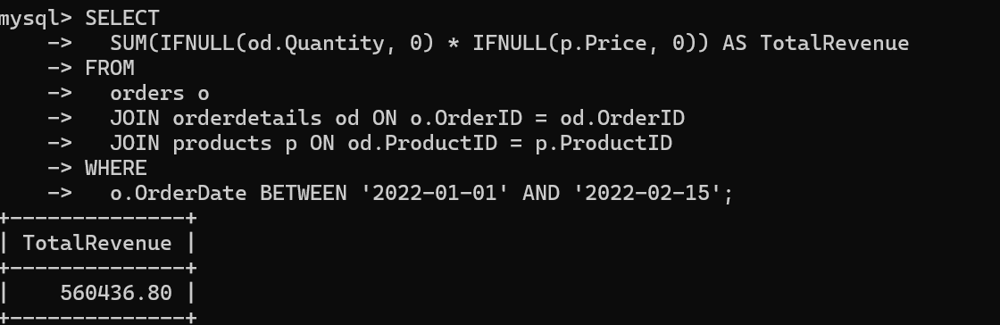 mysql> SELECT
    ->   SUM(IFNULL(od.Quantity, 0) * IFNULL(p.Price, 0)) AS TotalRevenue
    -> FROM
    ->   orders o
    ->   JOIN orderdetails od ON o.OrderID = od.OrderID
    ->   JOIN products p ON od.ProductID = p.ProductID
    -> WHERE
    ->   o.OrderDate BETWEEN '2022-01-01' AND '2022-02-15';
+--------------+
| TotalRevenue |
+--------------+
|    560436.80 |
+--------------+